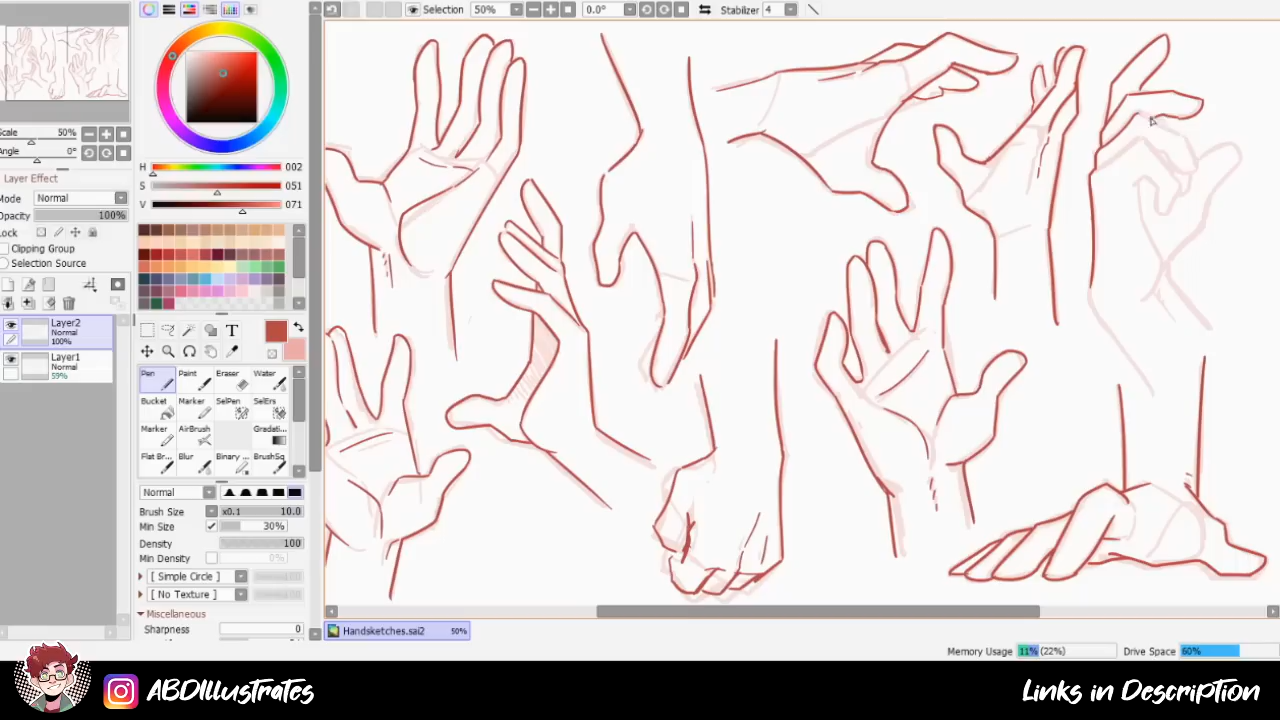 Selection 50% 0.0° Stabilizer 4
Scale 50%
Angle 0°
Layer Effect
Mode Normal
Opacity 100%
Lock
Clipping Group
Selection Source
Layer2
Normal
100%
Layer1
Normal
59%
H 002
S 051
V 071
T
Pen Paint Eraser Water
Bucket Marker SelPen SelErs
Marker AirBrush Gradati...
Flat Br... Blur Binary ... BrushSq
Normal
Brush Size x0.1 10.0
Min Size 30%
Density 100
Min Density 0%
[ Simple Circle ]
[ No Texture ]
Miscellaneous
Sharpness 0
Handsketches.sai2 50%
Memory Usage 11% (22%) Drive Space 60%
ABDIllustrates Links in Description